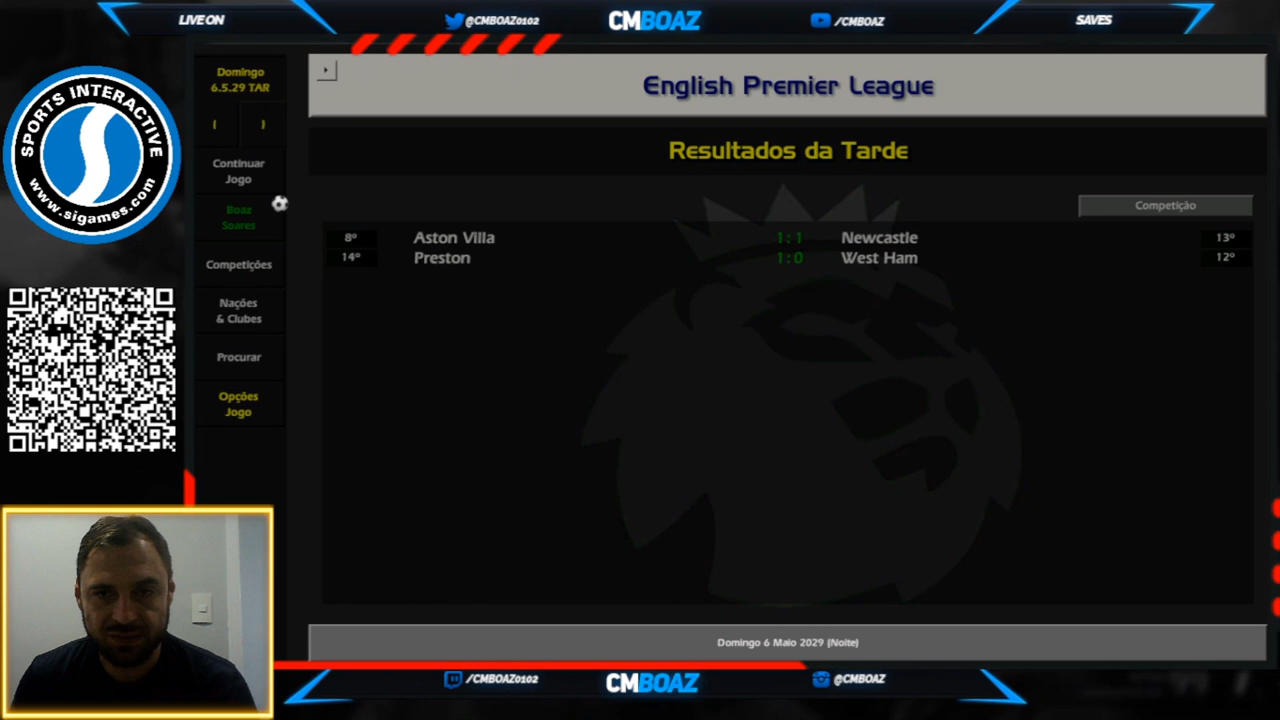 LIVE ON
@CMBOAZ0102
CMBOAZ
/CMBOAZ
SAVES
SPORTS INTERACTIVE
www.sigames.com
Domingo
6.5.29 TAR
Continuar
Jogo
Boaz
Soares
Competições
Nações
& Clubes
Procurar
Opções
Jogo
English Premier League
Resultados da Tarde
Competição
8º Aston Villa 1:1 Newcastle 13º
14º Preston 1:0 West Ham 12º
Domingo 6 Maio 2029 (Noite)
/CMBOAZ0102
CMBOAZ
@CMBOAZ